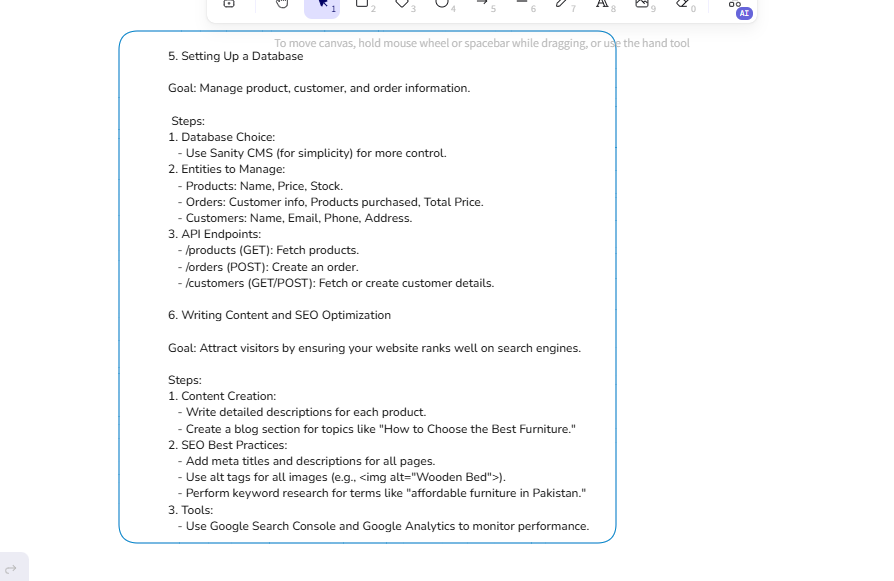 1
2
3
4
5
6
7
A 8
9
0
AI
To move canvas, hold mouse wheel or spacebar while dragging, or use the hand tool
5. Setting Up a Database
Goal: Manage product, customer, and order information.
Steps:
1. Database Choice:
- Use Sanity CMS (for simplicity) for more control.
2. Entities to Manage:
- Products: Name, Price, Stock.
- Orders: Customer info, Products purchased, Total Price.
- Customers: Name, Email, Phone, Address.
3. API Endpoints:
- /products (GET): Fetch products.
- /orders (POST): Create an order.
- /customers (GET/POST): Fetch or create customer details.
6. Writing Content and SEO Optimization
Goal: Attract visitors by ensuring your website ranks well on search engines.
Steps:
1. Content Creation:
- Write detailed descriptions for each product.
- Create a blog section for topics like "How to Choose the Best Furniture."
2. SEO Best Practices:
- Add meta titles and descriptions for all pages.
- Use alt tags for all images (e.g., <img alt="Wooden Bed">).
- Perform keyword research for terms like "affordable furniture in Pakistan."
3. Tools:
- Use Google Search Console and Google Analytics to monitor performance.